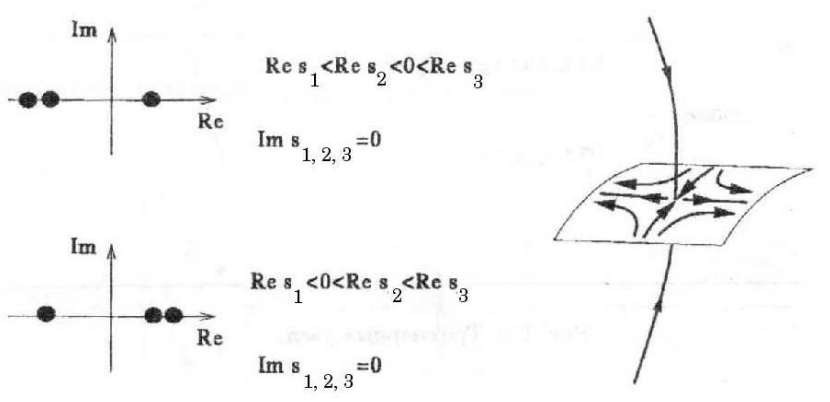 Im
Re s1<Re s2<0<Re s3
Re
Im s1, 2, 3=0
Im
Re s1<0<Re s2<Re s3
Re
Im s1,2,3=0